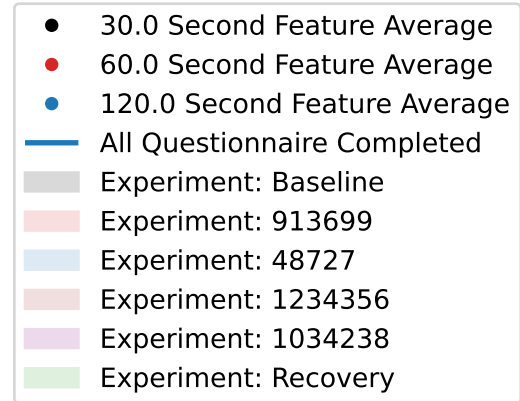 30.0 Second Feature Average
60.0 Second Feature Average
120.0 Second Feature Average
All Questionnaire Completed
Experiment: Baseline
Experiment: 913699
Experiment: 48727
Experiment: 1234356
Experiment: 1034238
Experiment: Recovery